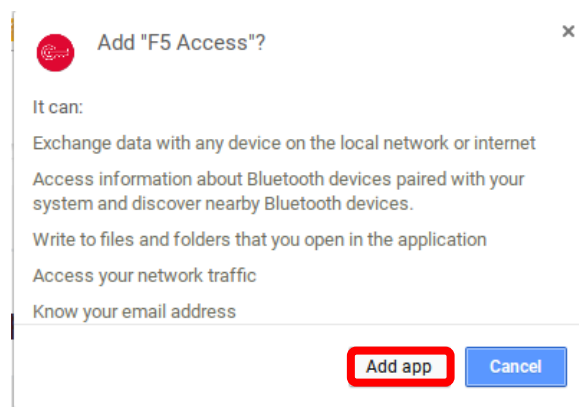 Add "F5 Access"?
×
It can:
Exchange data with any device on the local network or internet
Access information about Bluetooth devices paired with your
system and discover nearby Bluetooth devices.
Write to files and folders that you open in the application
Access your network traffic
Know your email address
Add app
Cancel